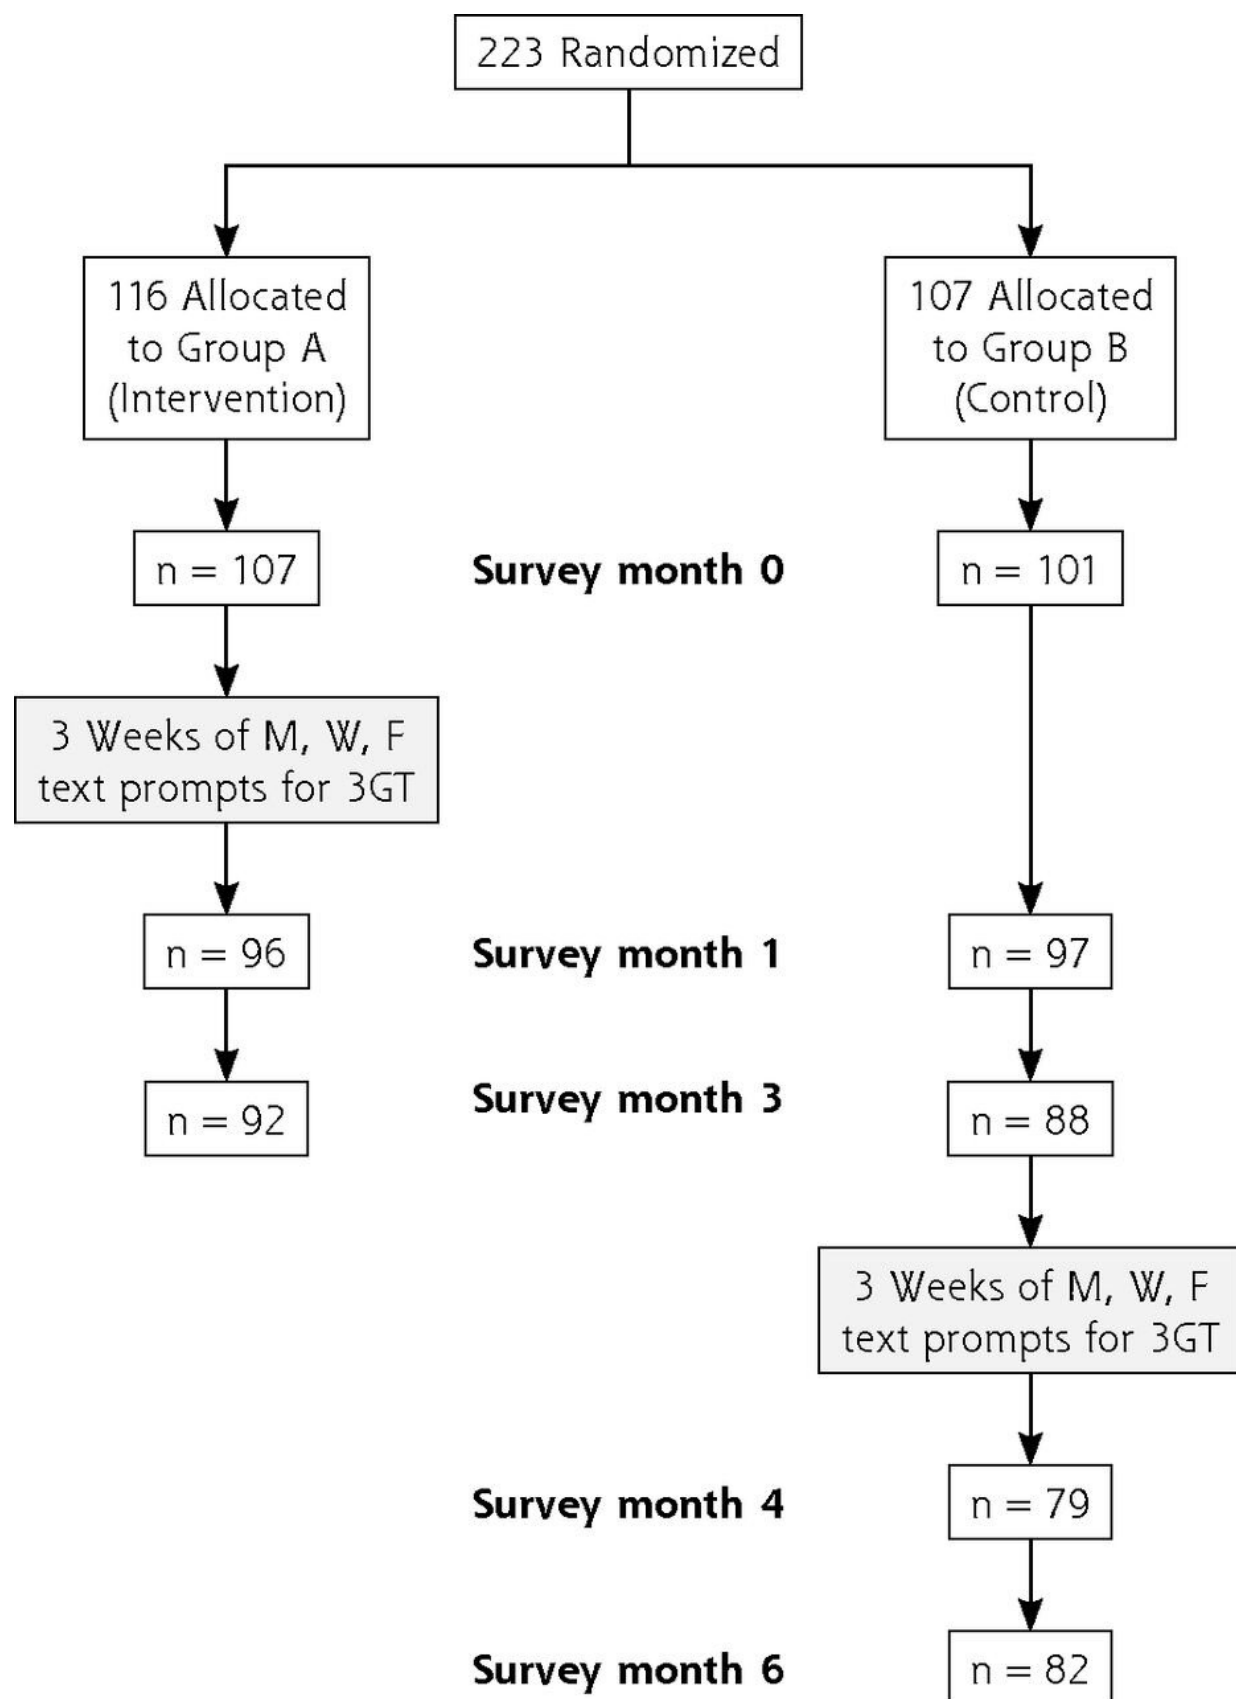 223 Randomized
116 Allocated
to Group A
(Intervention)
107 Allocated
to Group B
(Control)
n = 107
Survey month 0
n = 101
3 Weeks of M, W, F
text prompts for 3GT
n = 96
Survey month 1
n = 97
n = 92
Survey month 3
n = 88
3 Weeks of M, W, F
text prompts for 3GT
Survey month 4
n = 79
Survey month 6
n = 82